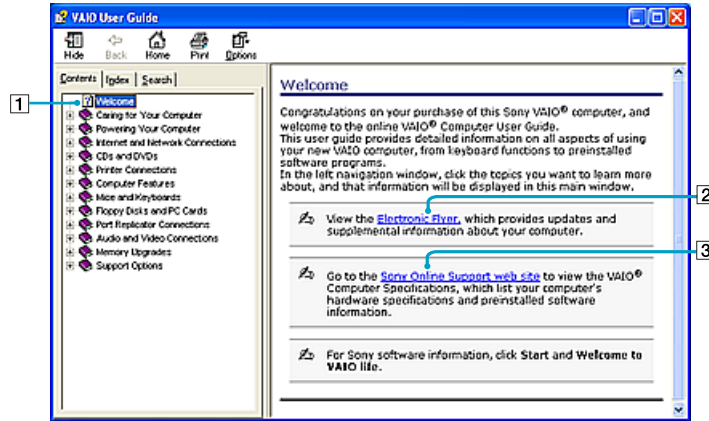 VAIO User Guide
Hide Back Home Print Options
Contents Index Search
1
Welcome
Caring for Your Computer
Powering Your Computer
Internet and Network Connections
CDs and DVDs
Printer Connections
Computer Features
Mice and Keyboards
Floppy Disks and PC Cards
Port Replicator Connections
Audio and Video Connections
Memory Upgrades
Support Options
Welcome
Congratulations on your purchase of this Sony VAIO® computer, and
welcome to the online VAIO® Computer User Guide.
This user guide provides detailed information on all aspects of using
your new VAIO computer, from keyboard functions to preinstalled
software programs.
In the left navigation window, click the topics you want to learn more
about, and that information will be displayed in this main window.
2
View the Electronic Flyer, which provides updates and
supplemental information about your computer.
3
Go to the Sony Online Support web site to view the VAIO®
Computer Specifications, which list your computer's
hardware specifications and preinstalled software
information.
For Sony software information, click Start and Welcome to
VAIO life.